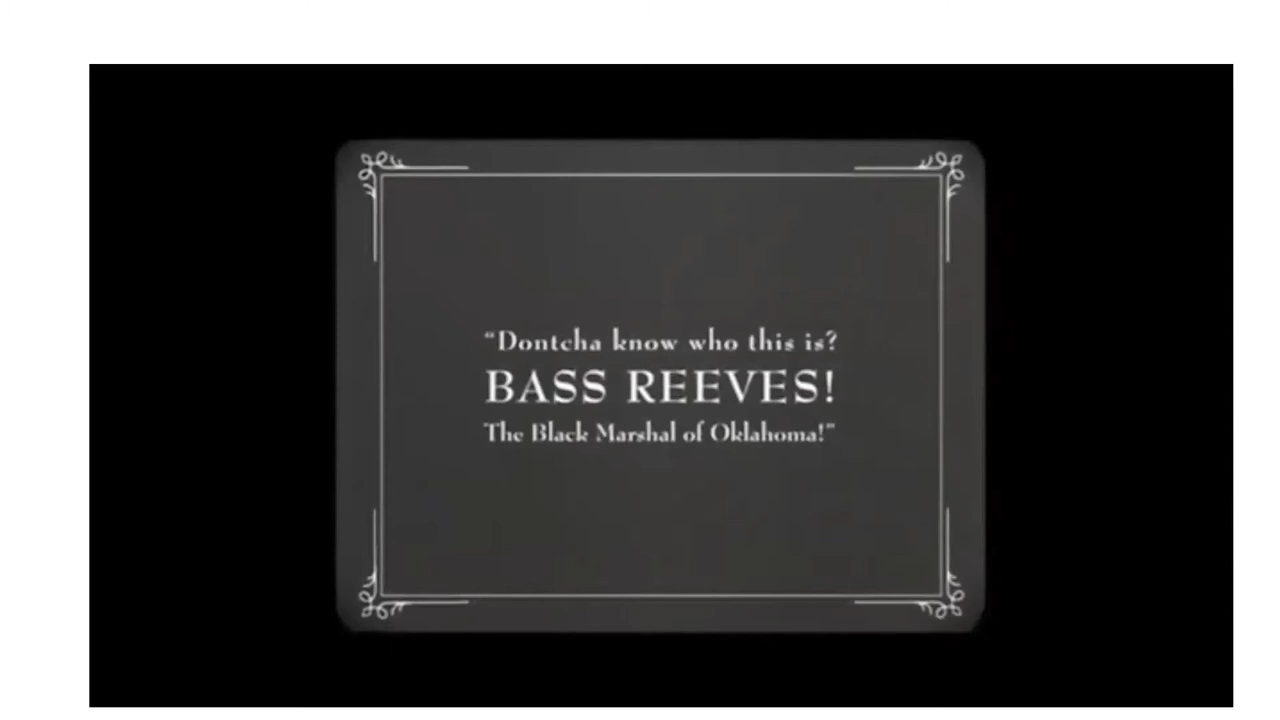 “Dontcha know who this is?
BASS REEVES!
The Black Marshal of Oklahoma!”